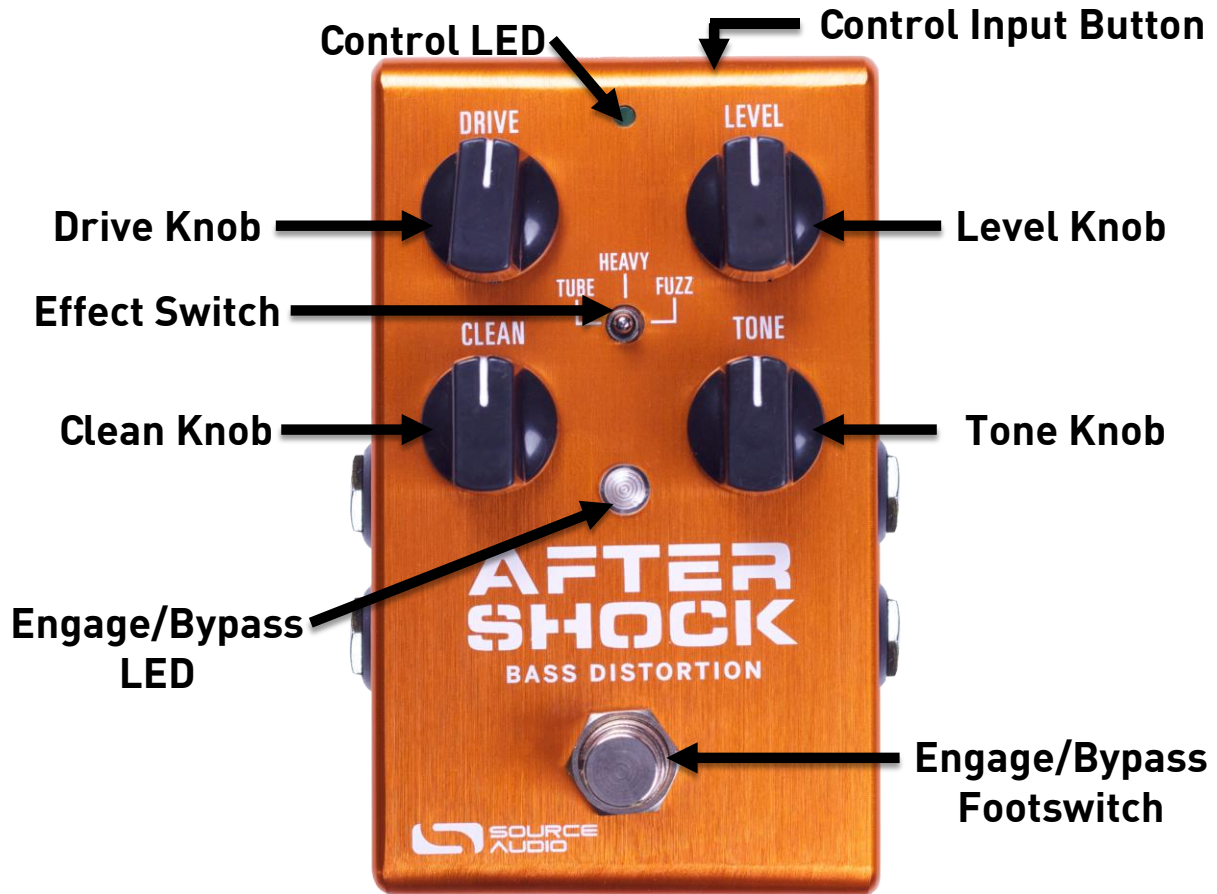 Control LED
Control Input Button
DRIVE
LEVEL
Drive Knob
Level Knob
HEAVY
TUBE
FUZZ
Effect Switch
CLEAN
TONE
Clean Knob
Tone Knob
AFTER
SHOCK
BASS DISTORTION
Engage/Bypass
LED
Engage/Bypass
Footswitch
SOURCE
AUDIO